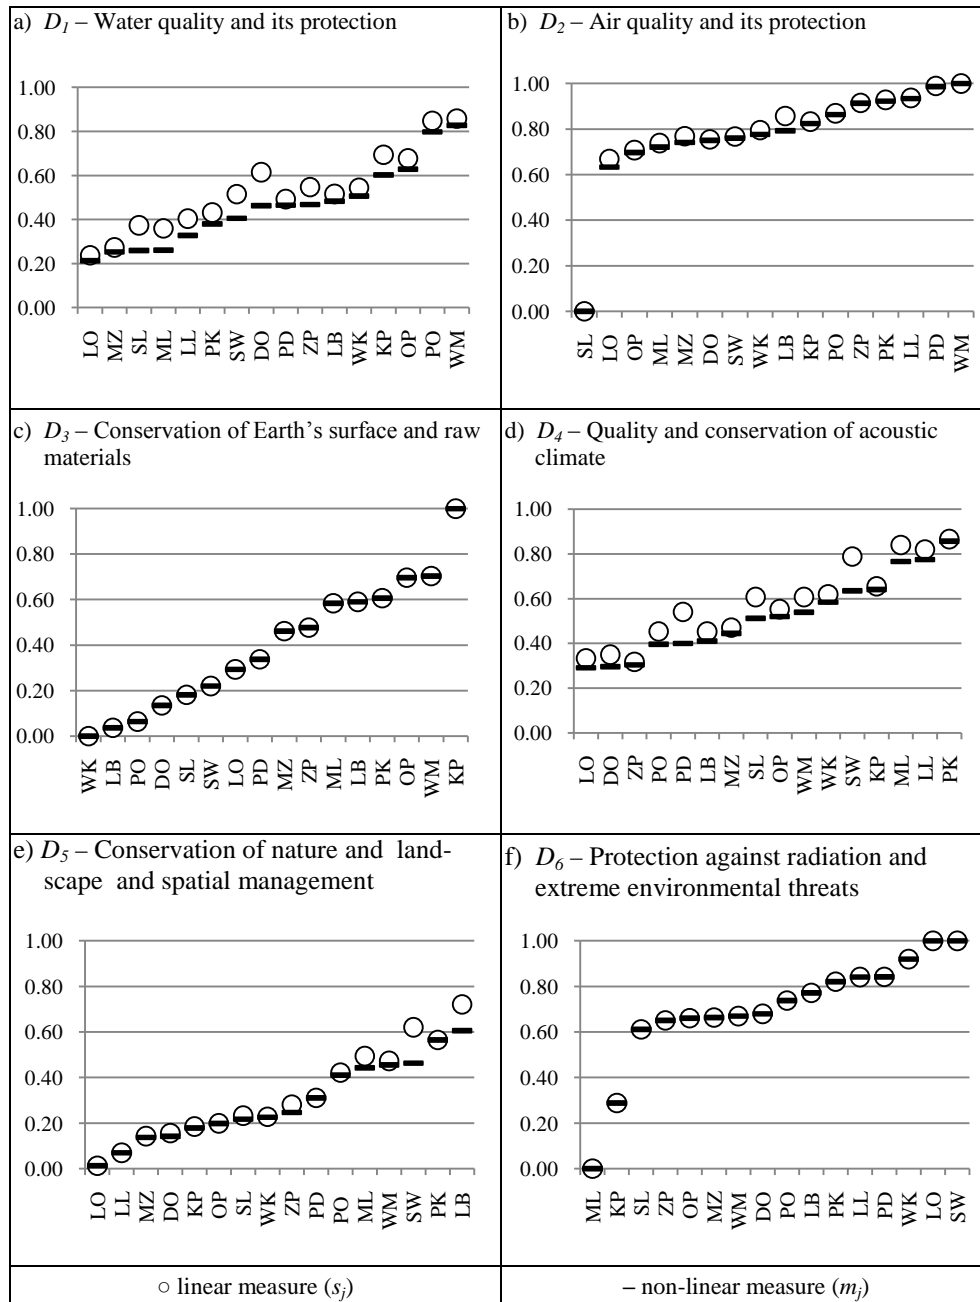 a) D1 – Water quality and its protection
1.00
0.80
0.60
0.40
0.20
0.00
LO MZ SL ML LL PK SW DO PD ZP LB WK KP OP PO WM
b) D2 – Air quality and its protection
1.00
0.80
0.60
0.40
0.20
0.00
SL LO OP ML MZ DO SW WK LB KP PO ZP PK LL PD WM
c) D3 – Conservation of Earth's surface and raw
materials
1.00
0.80
0.60
0.40
0.20
0.00
WK LB PO DO SL SW LO PD MZ ZP ML LB PK OP WM KP
d) D4 – Quality and conservation of acoustic
climate
1.00
0.80
0.60
0.40
0.20
0.00
LO DO ZP PO PD LB MZ SL OP WM WK SW KP ML LL PK
e) D5 – Conservation of nature and land-
scape and spatial management
1.00
0.80
0.60
0.40
0.20
0.00
LO LL MZ DO KP OP SL WK ZP PD PO ML WM SW PK LB
f) D6 – Protection against radiation and
extreme environmental threats
1.00
0.80
0.60
0.40
0.20
0.00
ML KP SL ZP OP MZ WM DO PO LB PK LL PD WK LO SW
○ linear measure (sj)
– non-linear measure (mj)